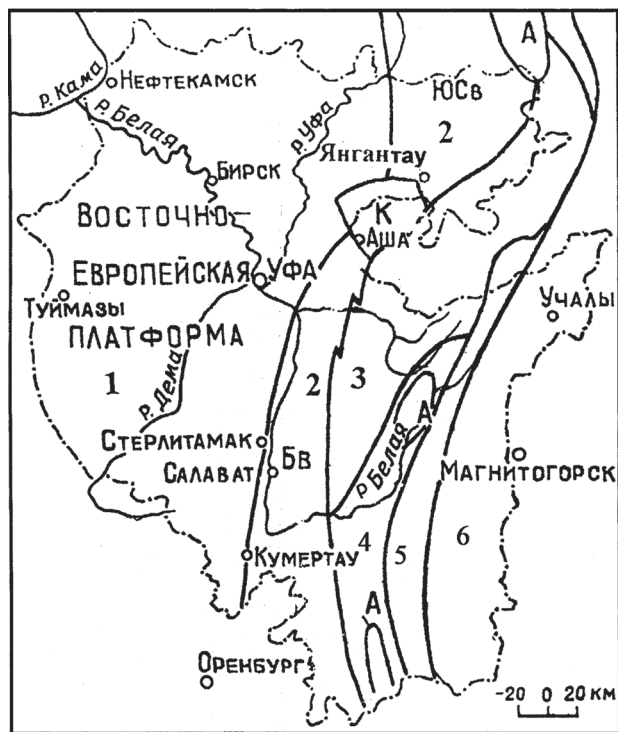 А
р. Кама
Нефтекамск
р. Белая
р. Уфа
ЮСв
2
Янгантау
Бирск
Восточно-
К
Аша
Европейская
Уфа
Туймазы
Учалы
платформа
1
р. Дема
2
3
А
Стерлитамак
Салават
Бв
р. Белая
Магнитогорск
4
5
6
Кумертау
А
Оренбург
-20 0 20 км